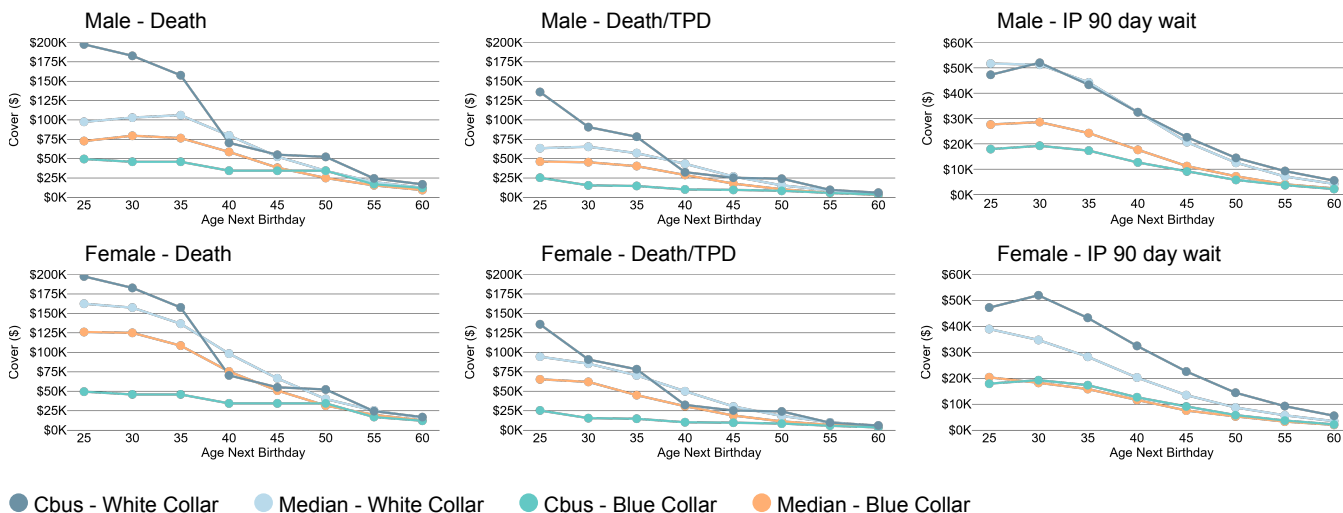 Male - Death
Cover ($)
$200K
$175K
$150K
$125K
$100K
$75K
$50K
$25K
$0K
25 30 35 40 45 50 55 60
Age Next Birthday
Male - Death/TPD
Cover ($)
$200K
$175K
$150K
$125K
$100K
$75K
$50K
$25K
$0K
25 30 35 40 45 50 55 60
Age Next Birthday
Male - IP 90 day wait
Cover ($)
$60K
$50K
$40K
$30K
$20K
$10K
$0K
25 30 35 40 45 50 55 60
Age Next Birthday
Female - Death
Cover ($)
$200K
$175K
$150K
$125K
$100K
$75K
$50K
$25K
$0K
25 30 35 40 45 50 55 60
Age Next Birthday
Female - Death/TPD
Cover ($)
$200K
$175K
$150K
$125K
$100K
$75K
$50K
$25K
$0K
25 30 35 40 45 50 55 60
Age Next Birthday
Female - IP 90 day wait
Cover ($)
$60K
$50K
$40K
$30K
$20K
$10K
$0K
25 30 35 40 45 50 55 60
Age Next Birthday
Cbus - White Collar Median - White Collar Cbus - Blue Collar Median - Blue Collar